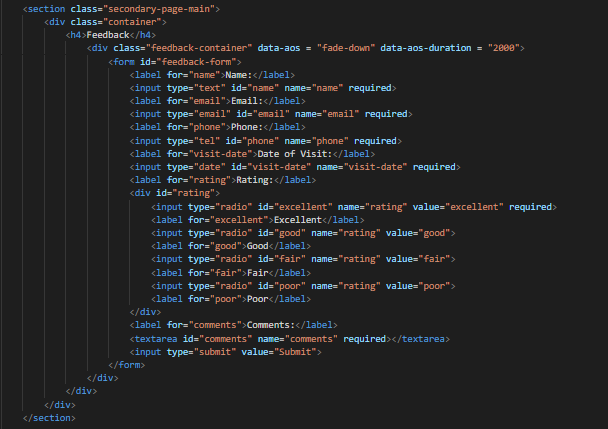 <section class="secondary-page-main">
<div class="container">
<h4>Feedback</h4>
<div class="feedback-container" data-aos = "fade-down" data-aos-duration = "2000">
<form id="feedback-form">
<label for="name">Name:</label>
<input type="text" id="name" name="name" required>
<label for="email">Email:</label>
<input type="email" id="email" name="email" required>
<label for="phone">Phone:</label>
<input type="tel" id="phone" name="phone" required>
<label for="visit-date">Date of Visit:</label>
<input type="date" id="visit-date" name="visit-date" required>
<label for="rating">Rating:</label>
<div id="rating">
<input type="radio" id="excellent" name="rating" value="excellent" required>
<label for="excellent">Excellent</label>
<input type="radio" id="good" name="rating" value="good">
<label for="good">Good</label>
<input type="radio" id="fair" name="rating" value="fair">
<label for="fair">Fair</label>
<input type="radio" id="poor" name="rating" value="poor">
<label for="poor">Poor</label>
</div>
<label for="comments">Comments:</label>
<textarea id="comments" name="comments" required></textarea>
<input type="submit" value="Submit">
</form>
</div>
</div>
</div>
</section>